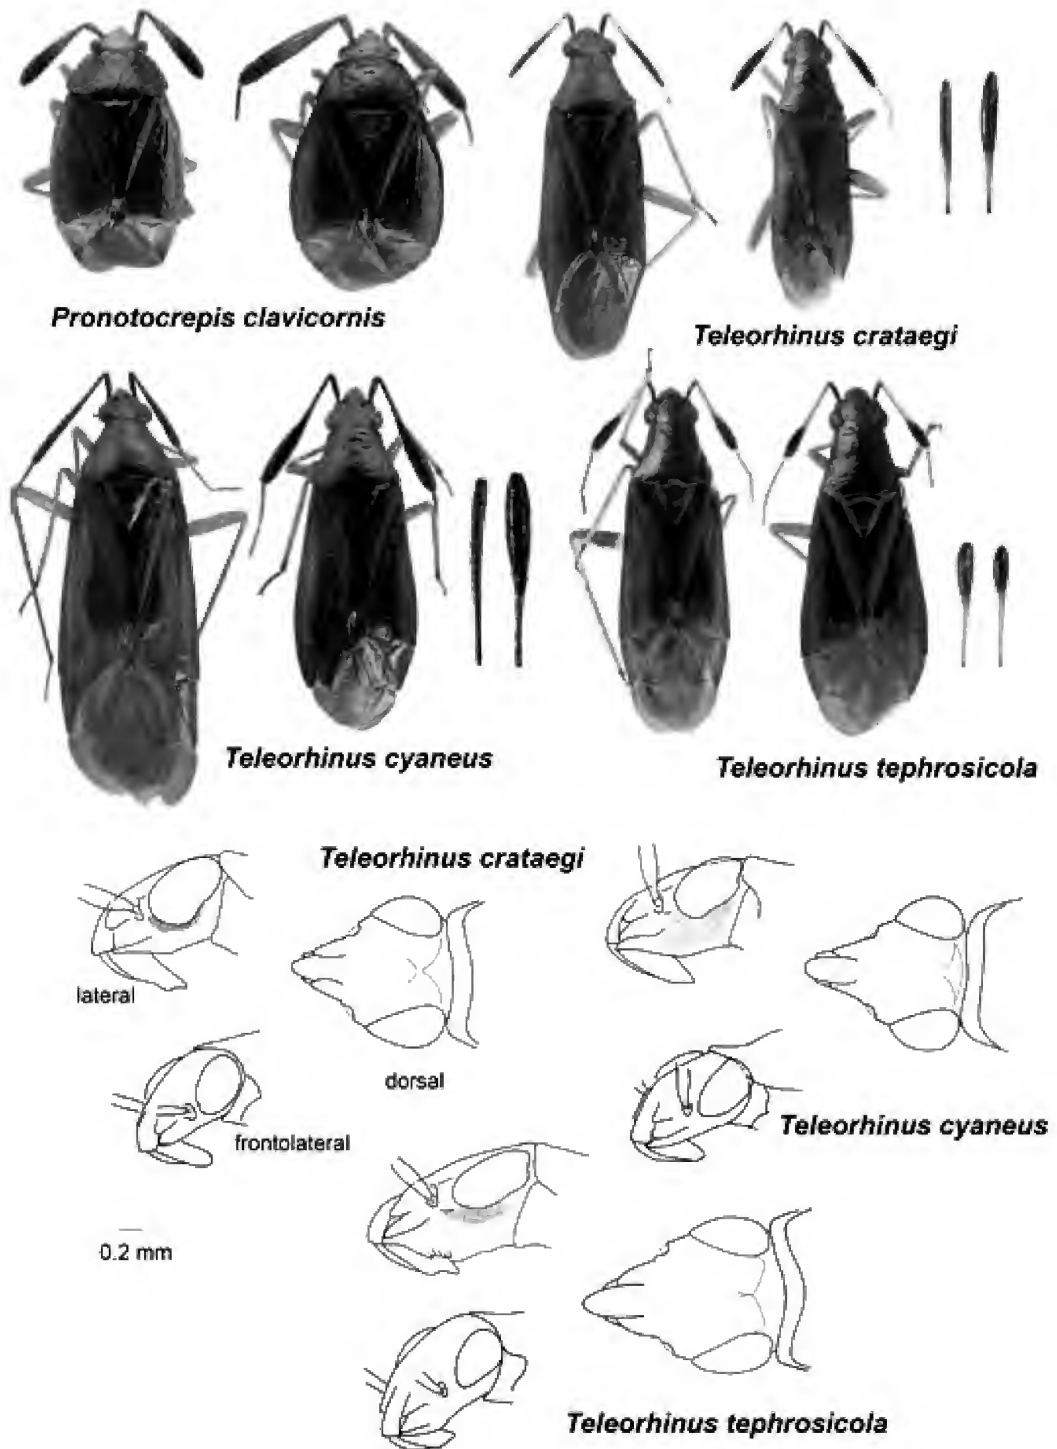 Pronotocrepis clavicornis
Teleorhinus crataegi
Teleorhinus cyaneus
Teleorhinus tephrosicola
Teleorhinus crataegi
lateral
dorsal
frontolateral
Teleorhinus cyaneus
0.2 mm
Teleorhinus tephrosicola